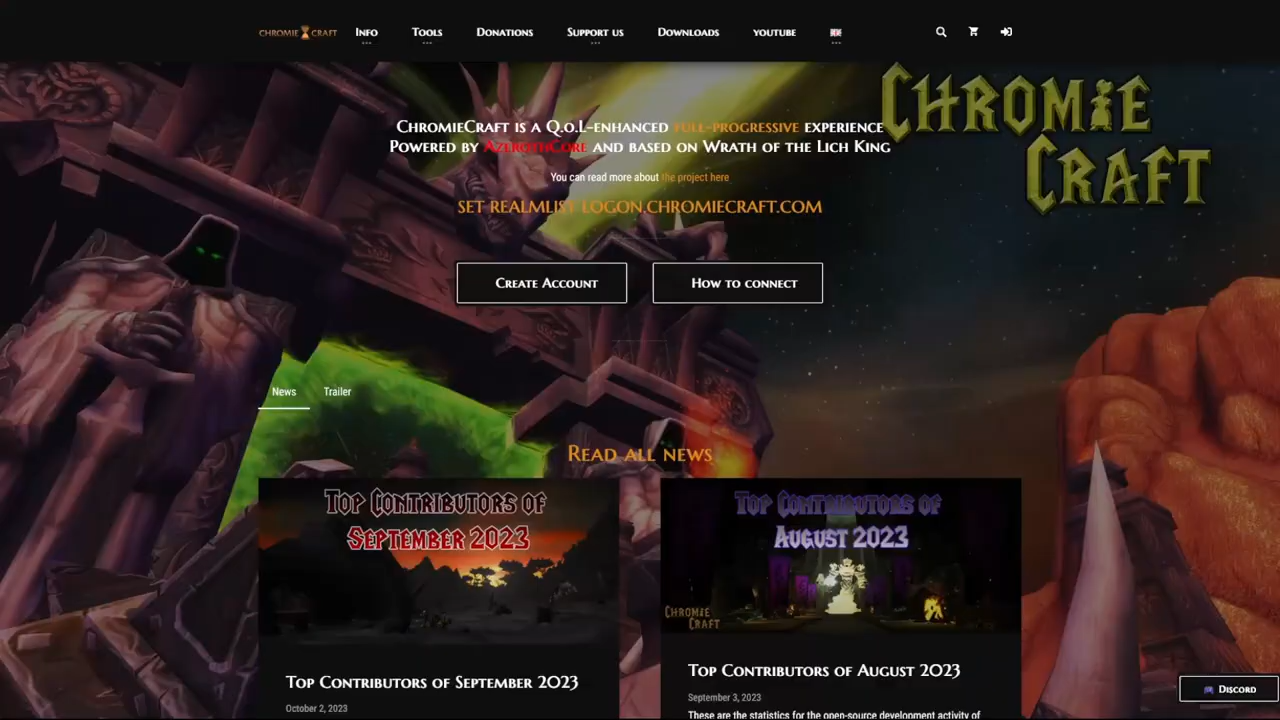 CHROMIE CRAFT
Info
Tools
Donations
Support us
Downloads
YOUTUBE
CHROMIE
CRAFT
ChromieCraft is a Q.o.L-enhanced full-progressive experience
Powered by AzerothCore and based on Wrath of the Lich King
You can read more about the project here
SET REALMLIST LOGON.CHROMIECRAFT.COM
Create Account
How to connect
News
Trailer
Read all news
Top Contributors of
September 2023
Top Contributors of
August 2023
CHROMIE
CRAFT
Top Contributors of September 2023
October 2, 2023
Top Contributors of August 2023
September 3, 2023
These are the statistics for the open-source development activity of
Discord